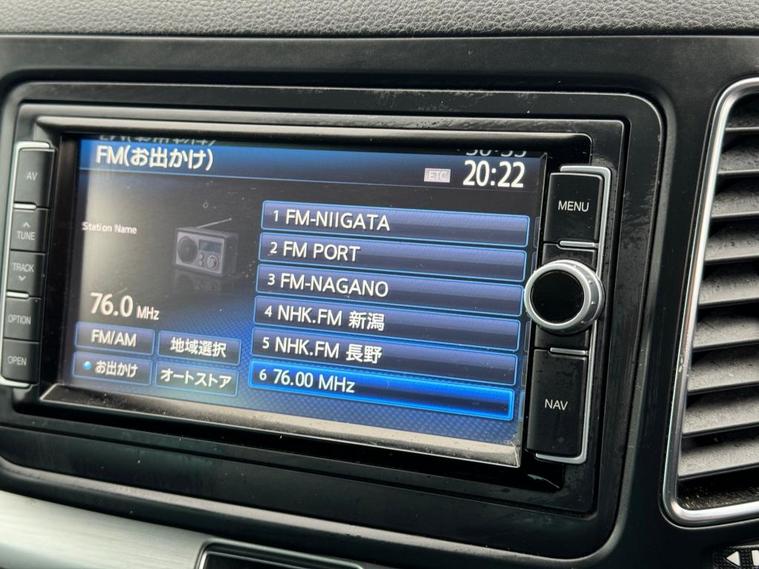 FM(お出かけ)
ETC
20:22
Station Name
76.0 MHz
FM/AM
地域選択
お出かけ
オートストア
1 FM-NIIGATA
2 FM PORT
3 FM-NAGANO
4 NHK.FM 新潟
5 NHK.FM 長野
6 76.00 MHz
AV
TUNE
TRACK
OPTION
OPEN
MENU
NAV